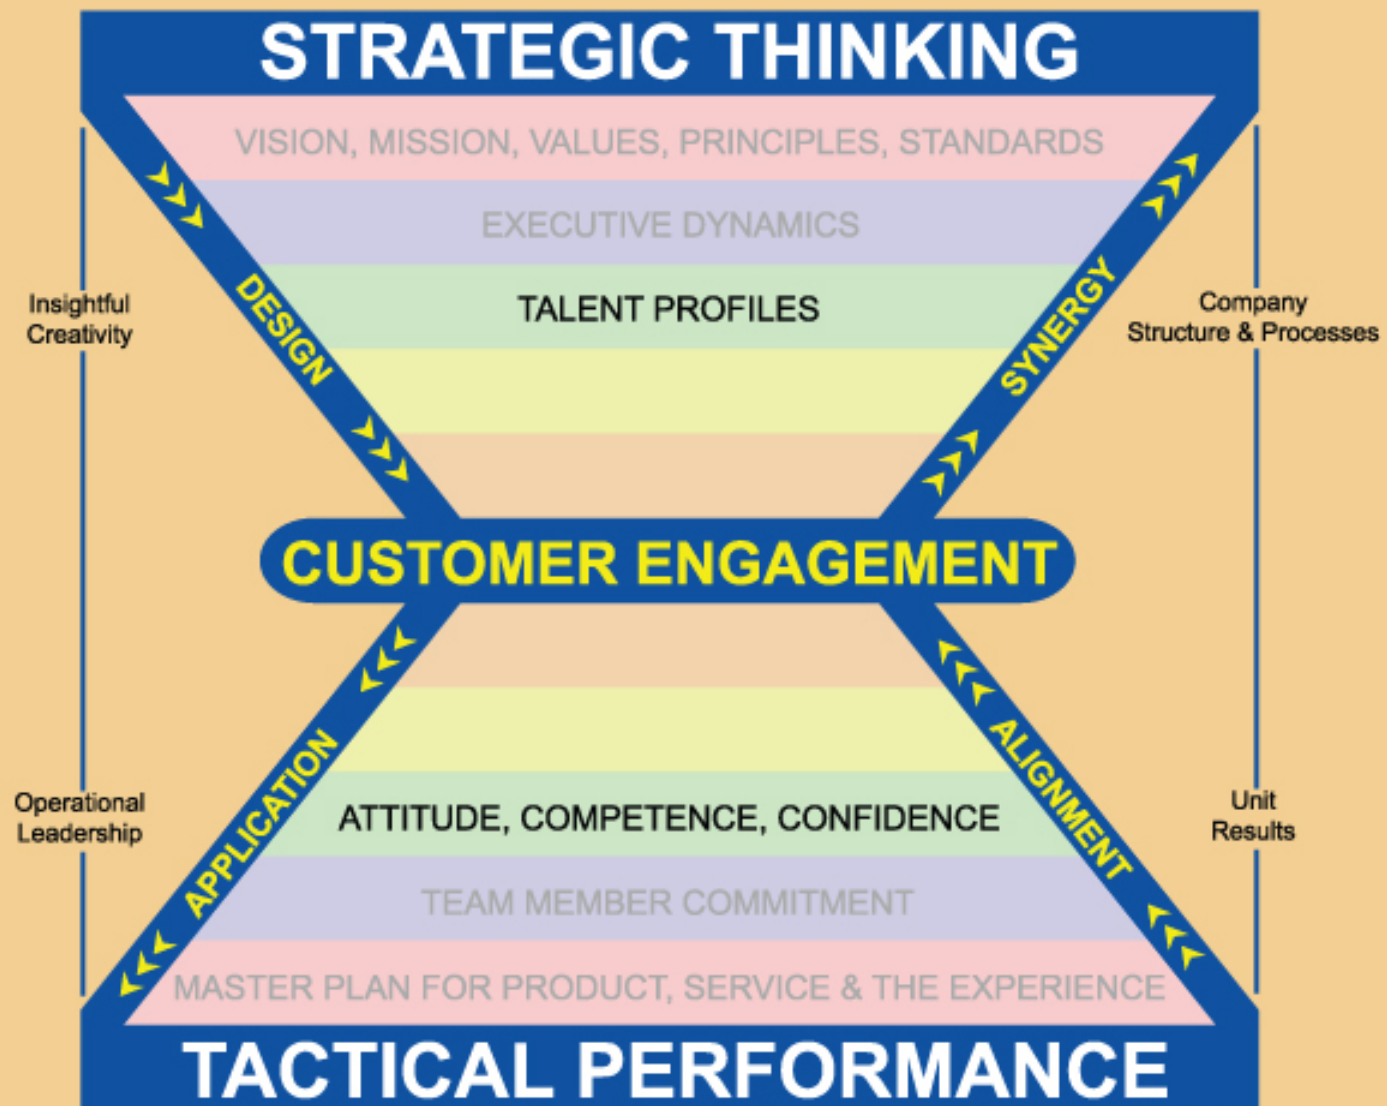 STRATEGIC THINKING
VISION, MISSION, VALUES, PRINCIPLES, STANDARDS
EXECUTIVE DYNAMICS
TALENT PROFILES
DESIGN
SYNERGY
Insightful
Creativity
Company
Structure & Processes
CUSTOMER ENGAGEMENT
APPLICATION
ALIGNMENT
Operational
Leadership
Unit
Results
ATTITUDE, COMPETENCE, CONFIDENCE
TEAM MEMBER COMMITMENT
MASTER PLAN FOR PRODUCT, SERVICE & THE EXPERIENCE
TACTICAL PERFORMANCE